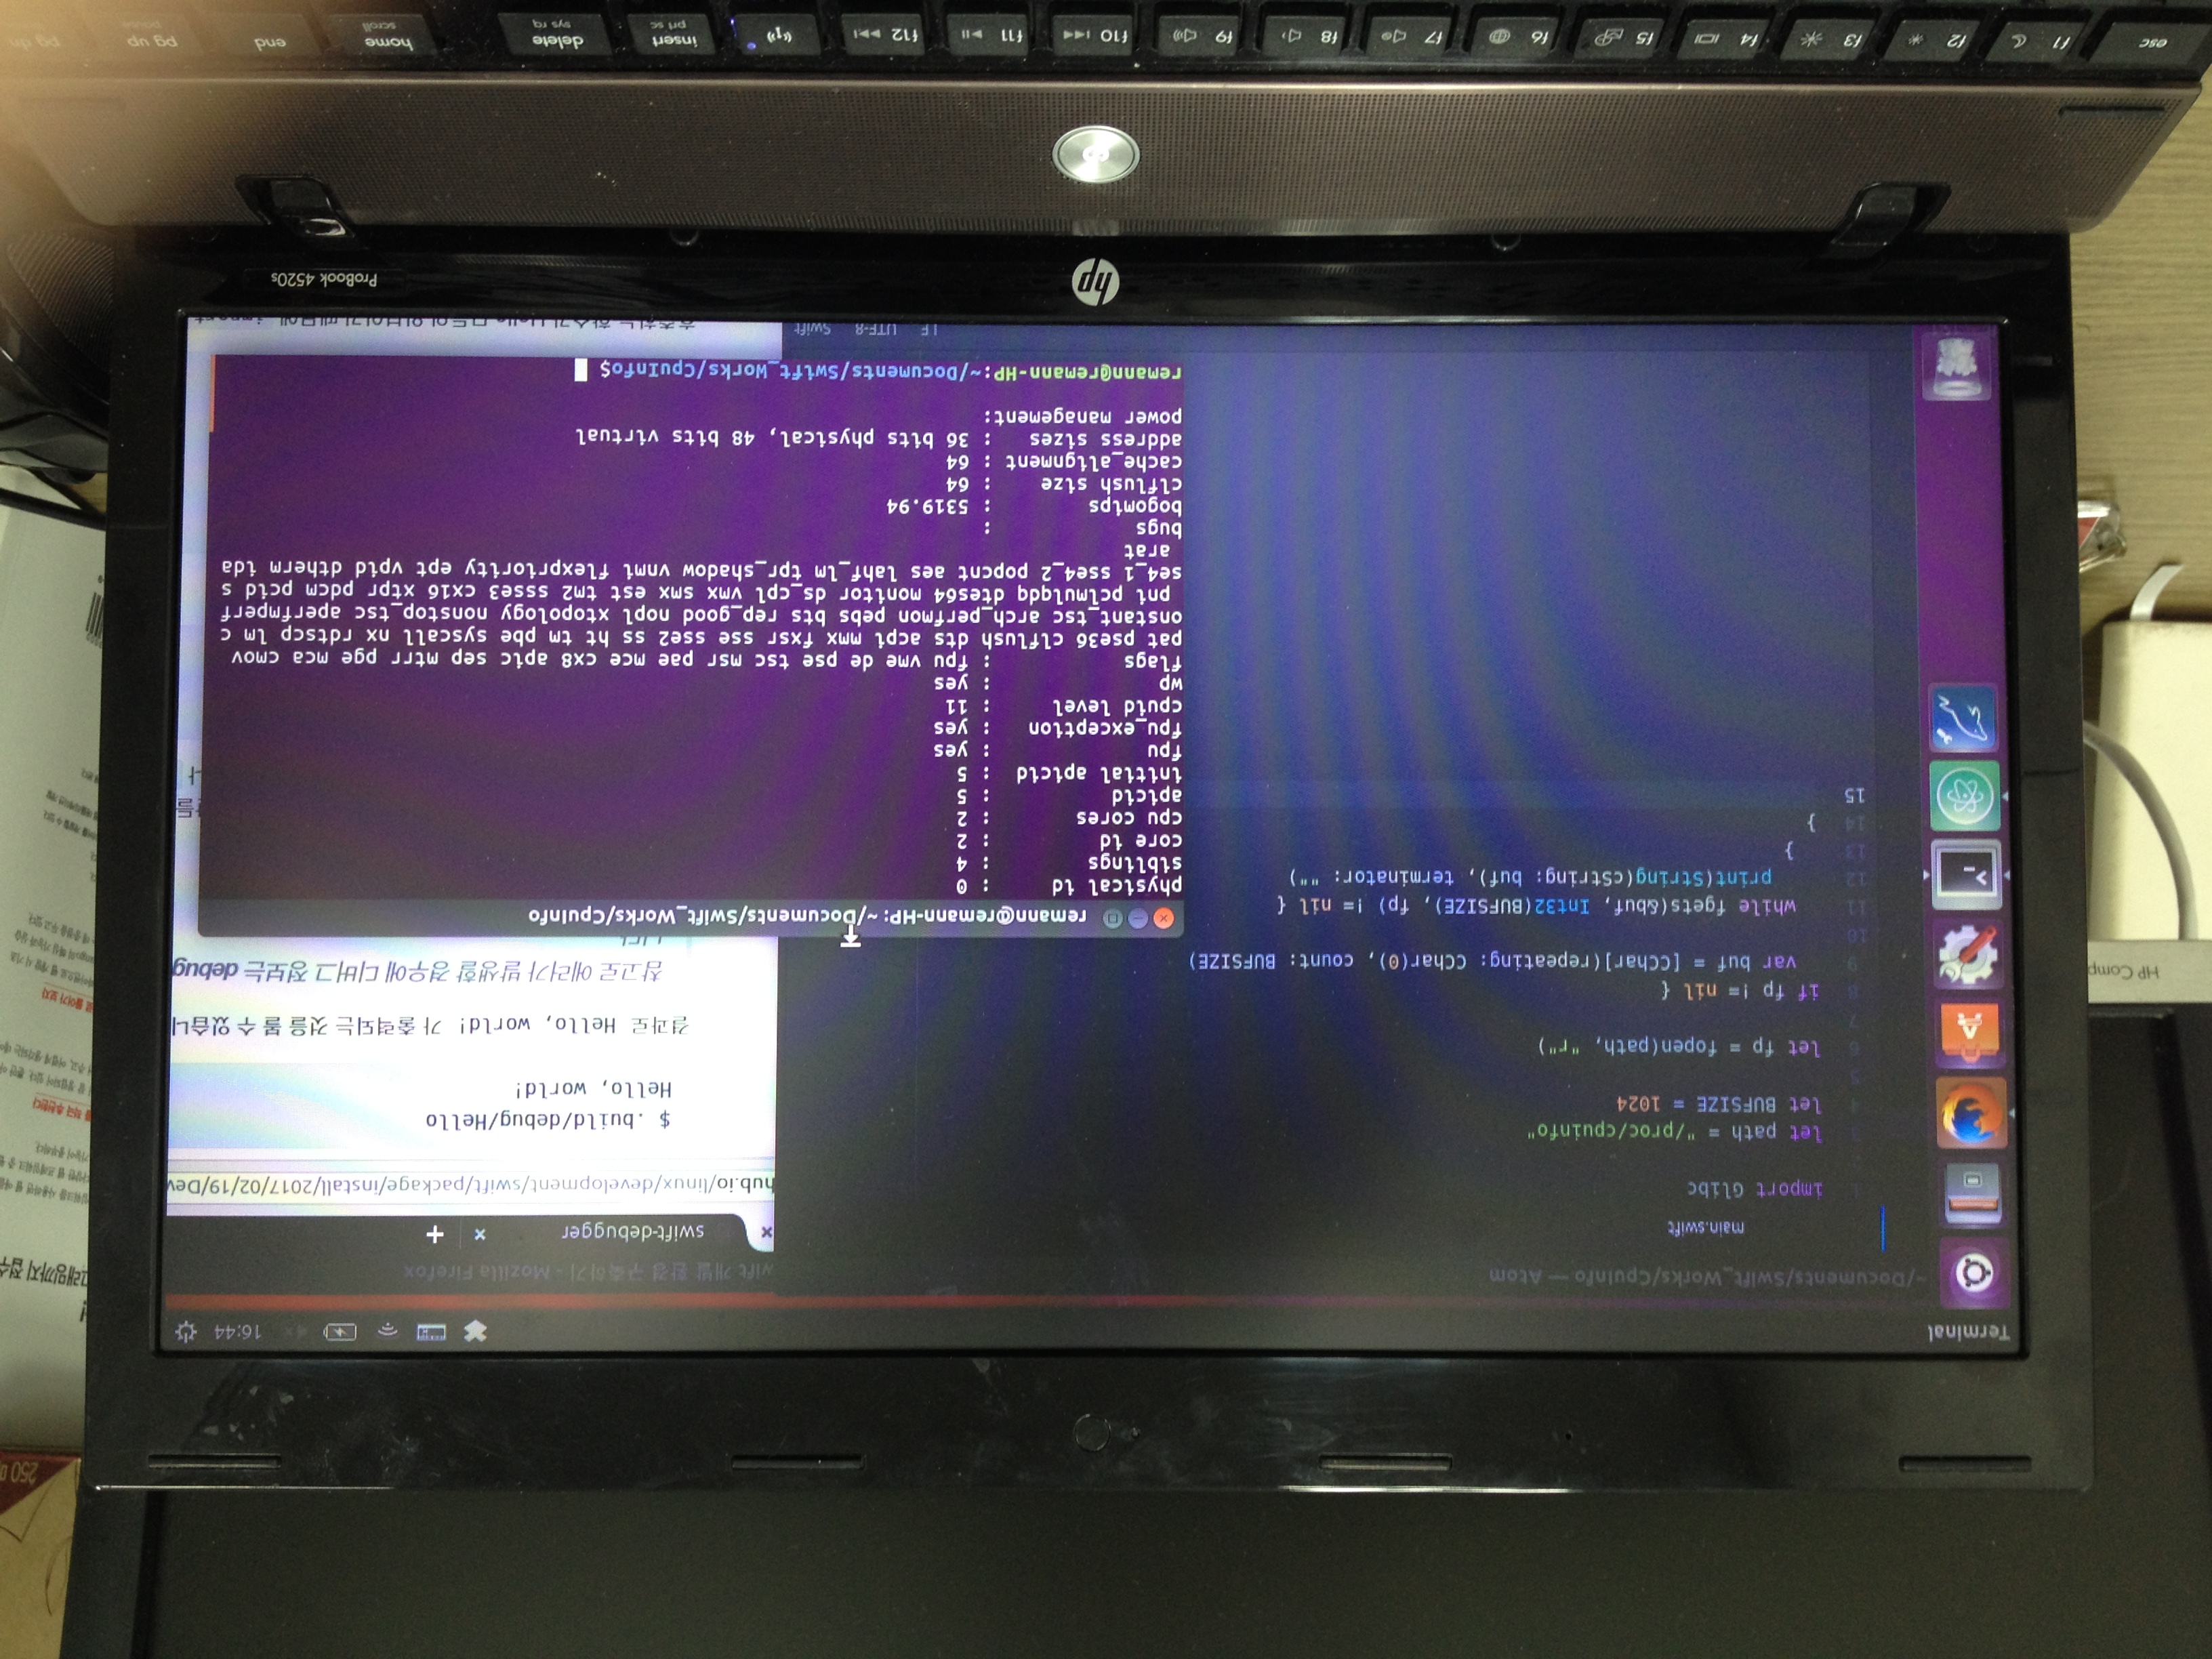 Terminal
16:44
~/Documents/Swift_Works/CpuInfo — Atom
main.swift
1 import Glibc
3 let path = "/proc/cpuinfo"
4 let BUFSIZE = 1024
5
6 let fp = fopen(path, "r")
7
8 if fp != nil {
9 var buf = [CChar](repeating: CChar(0), count: BUFSIZE)
10
11 while fgets(&buf, Int32(BUFSIZE), fp) != nil {
12 print(String(cString: buf), terminator: "")
13 }
14 }
15
LF UTF-8 Swift
개발 환경 구축하기 - Mozilla Firefox
swift-debugger
hub.io/linux/development/swift/package/install/2017/02/19/Dev
$ .build/debug/Hello
Hello, world!
결과로 Hello, world! 가 출력되는 것을 볼 수 있습니
참고로 에러가 발생할 경우에 디버그 정보는 debug
remann@remann-HP: ~/Documents/Swift_Works/CpuInfo
physical id : 0
siblings : 4
core id : 2
cpu cores : 2
apicid : 5
initial apicid : 5
fpu : yes
fpu_exception : yes
cpuid level : 11
wp : yes
flags : fpu vme de pse tsc msr pae mce cx8 apic sep mtrr pge mca cmov
pat pse36 clflush dts acpi mmx fxsr sse sse2 ss ht tm pbe syscall nx rdtscp lm c
onstant_tsc arch_perfmon pebs bts rep_good nopl xtopology nonstop_tsc aperfmperf
pni pclmulqdq dtes64 monitor ds_cpl vmx smx est tm2 ssse3 cx16 xtpr pdcm pcid s
se4_1 sse4_2 popcnt aes lahf_lm tpr_shadow vnmi flexpriority ept vpid dtherm ida
arat
bugs :
bogomips : 5319.94
clflush size : 64
cache_alignment : 64
address sizes : 36 bits physical, 48 bits virtual
power management:
remann@remann-HP:~/Documents/Swift_Works/CpuInfo$
HP Comp
250
hp
ProBook 4520s
esc f1 f2 f3 f4 f5 f6 f7 f8 f9 f10 f11 f12 insert delete home end pg up
prt sc sys rq scroll pause